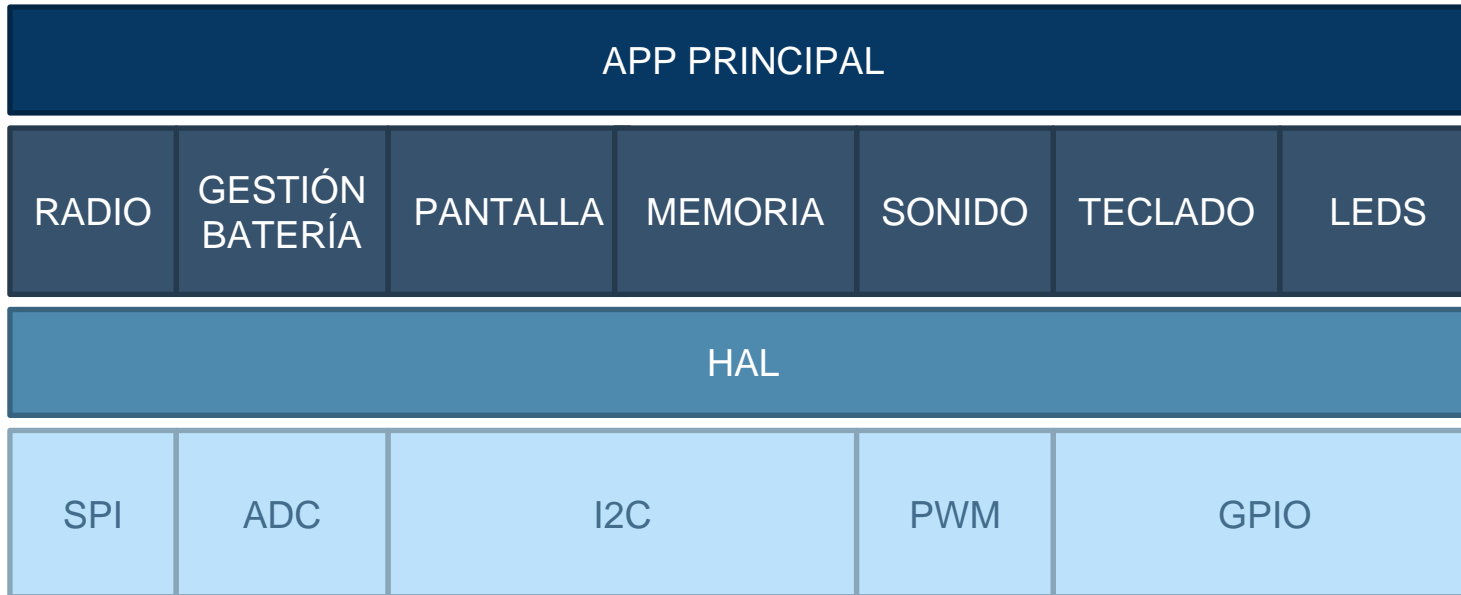 APP PRINCIPAL
RADIO
GESTIÓN
BATERÍA
PANTALLA
MEMORIA
SONIDO
TECLADO
LEDS
HAL
SPI
ADC
I2C
PWM
GPIO